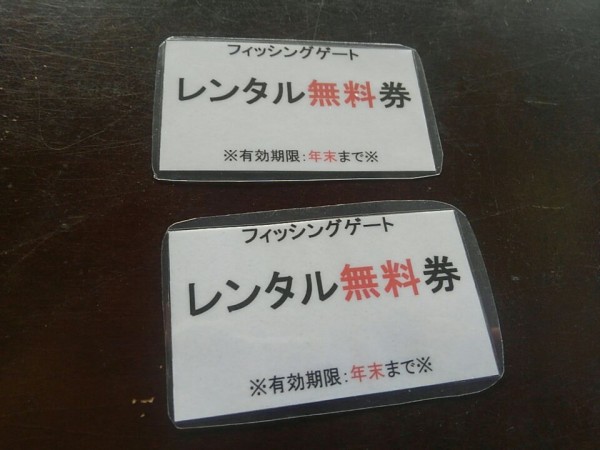 フィッシングゲート
レンタル無料券
※有効期限:年末まで※
フィッシングゲート
レンタル無料券
※有効期限:年末まで※